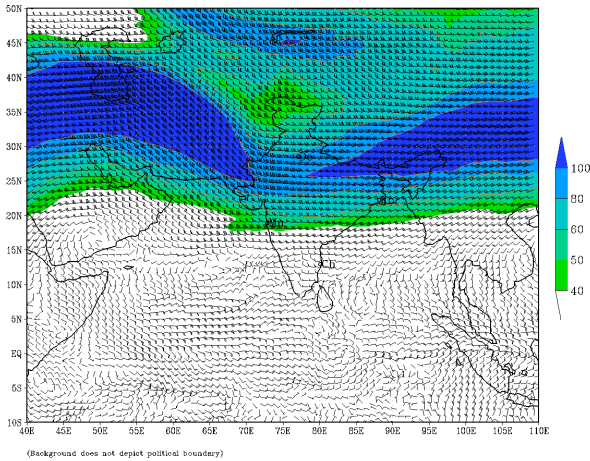 50N
45N
40N
35N
30N
25N
20N
15N
10N
5N
EQ
5S
10S
40E 45E 50E 55E 60E 65E 70E 75E 80E 85E 90E 95E 100E 105E 110E
100
80
60
50
40
(Background does not depict political boundary)